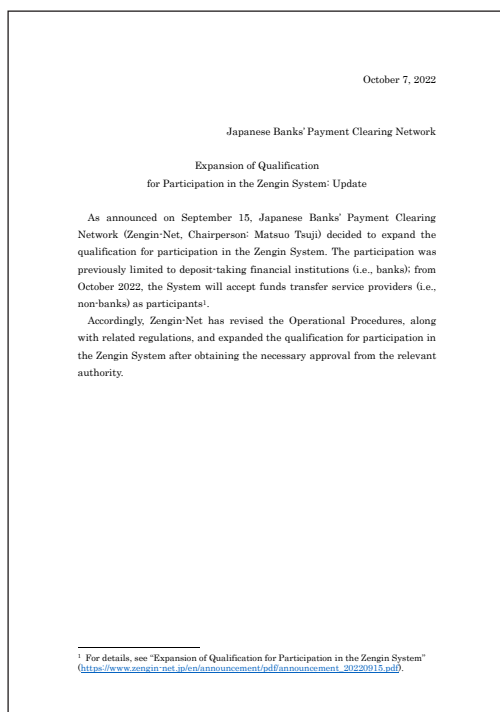 October 7, 2022
Japanese Banks' Payment Clearing Network
Expansion of Qualification
for Participation in the Zengin System: Update
As announced on September 15, Japanese Banks' Payment Clearing
Network (Zengin-Net, Chairperson: Matsuo Tsuji) decided to expand the
qualification for participation in the Zengin System. The participation was
previously limited to deposit-taking financial institutions (i.e., banks); from
October 2022, the System will accept funds transfer service providers (i.e.,
non-banks) as participants¹.
Accordingly, Zengin-Net has revised the Operational Procedures, along
with related regulations, and expanded the qualification for participation in
the Zengin System after obtaining the necessary approval from the relevant
authority.
¹ For details, see "Expansion of Qualification for Participation in the Zengin System"
(https://www.zengin-net.jp/en/announcement/pdf/announcement_20220915.pdf).